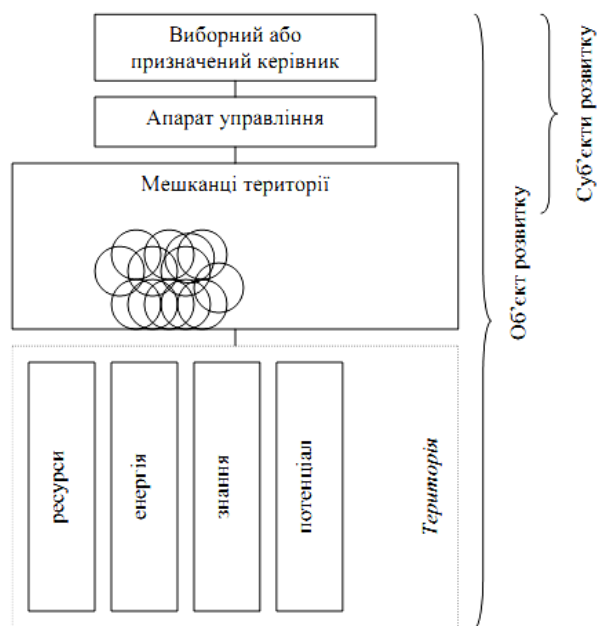 Виборний або
призначений керівник
Апарат управління
Мешканці території
ресурси
енергія
знання
потенціал
Територія
Об’єкт розвитку
Суб’єкти розвитку